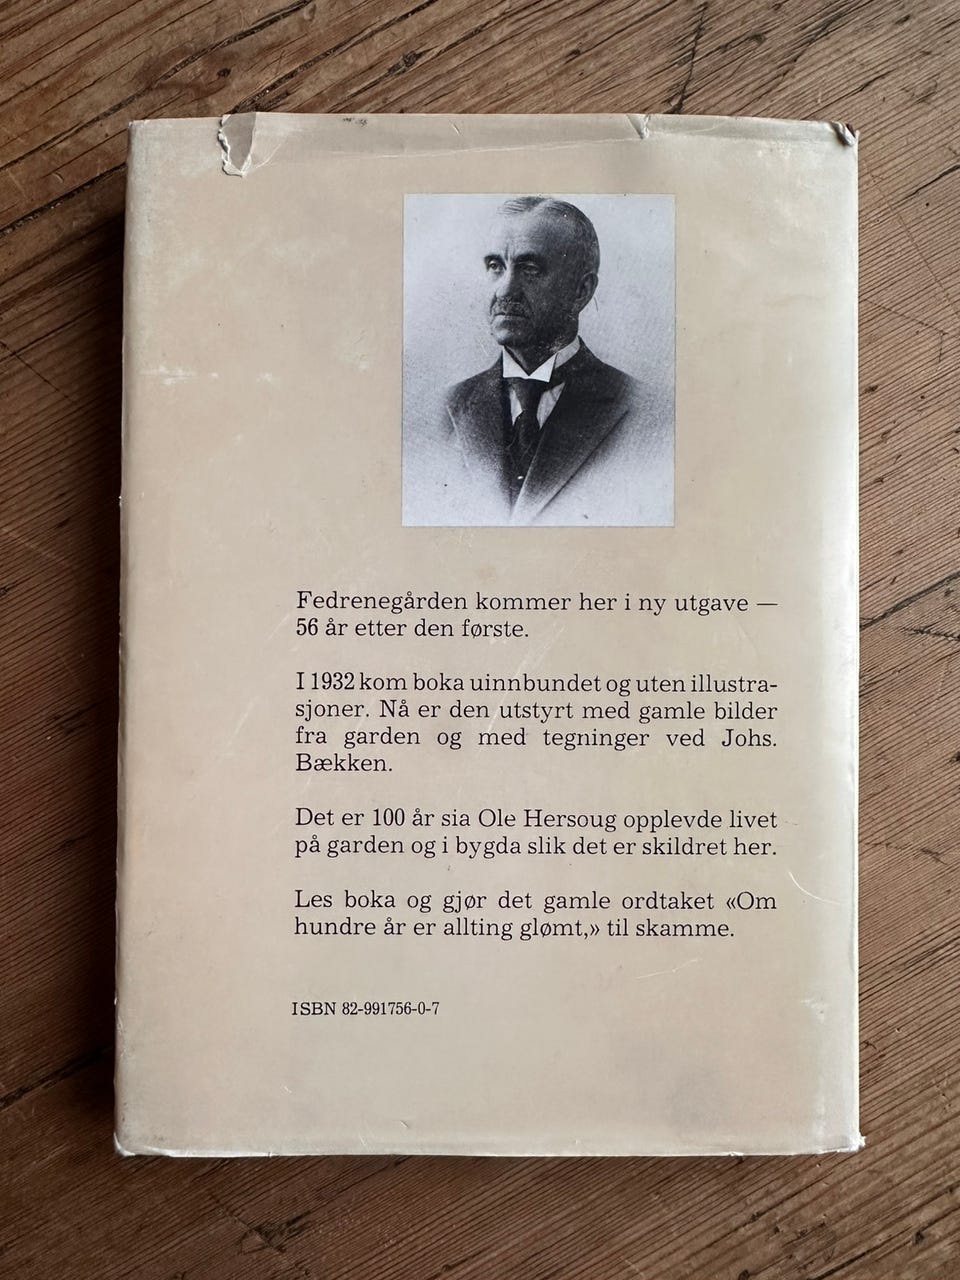 Fedrenegården kommer her i ny utgave —
56 år etter den første.
I 1932 kom boka uinnbundet og uten illustra-
sjoner. Nå er den utstyrt med gamle bilder
fra garden og med tegninger ved Johs.
Bækken.
Det er 100 år sia Ole Hersoug opplevde livet
på garden og i bygda slik det er skildret her.
Les boka og gjør det gamle ordtaket «Om
hundre år er allting glømt,» til skamme.
ISBN 82-991756-0-7